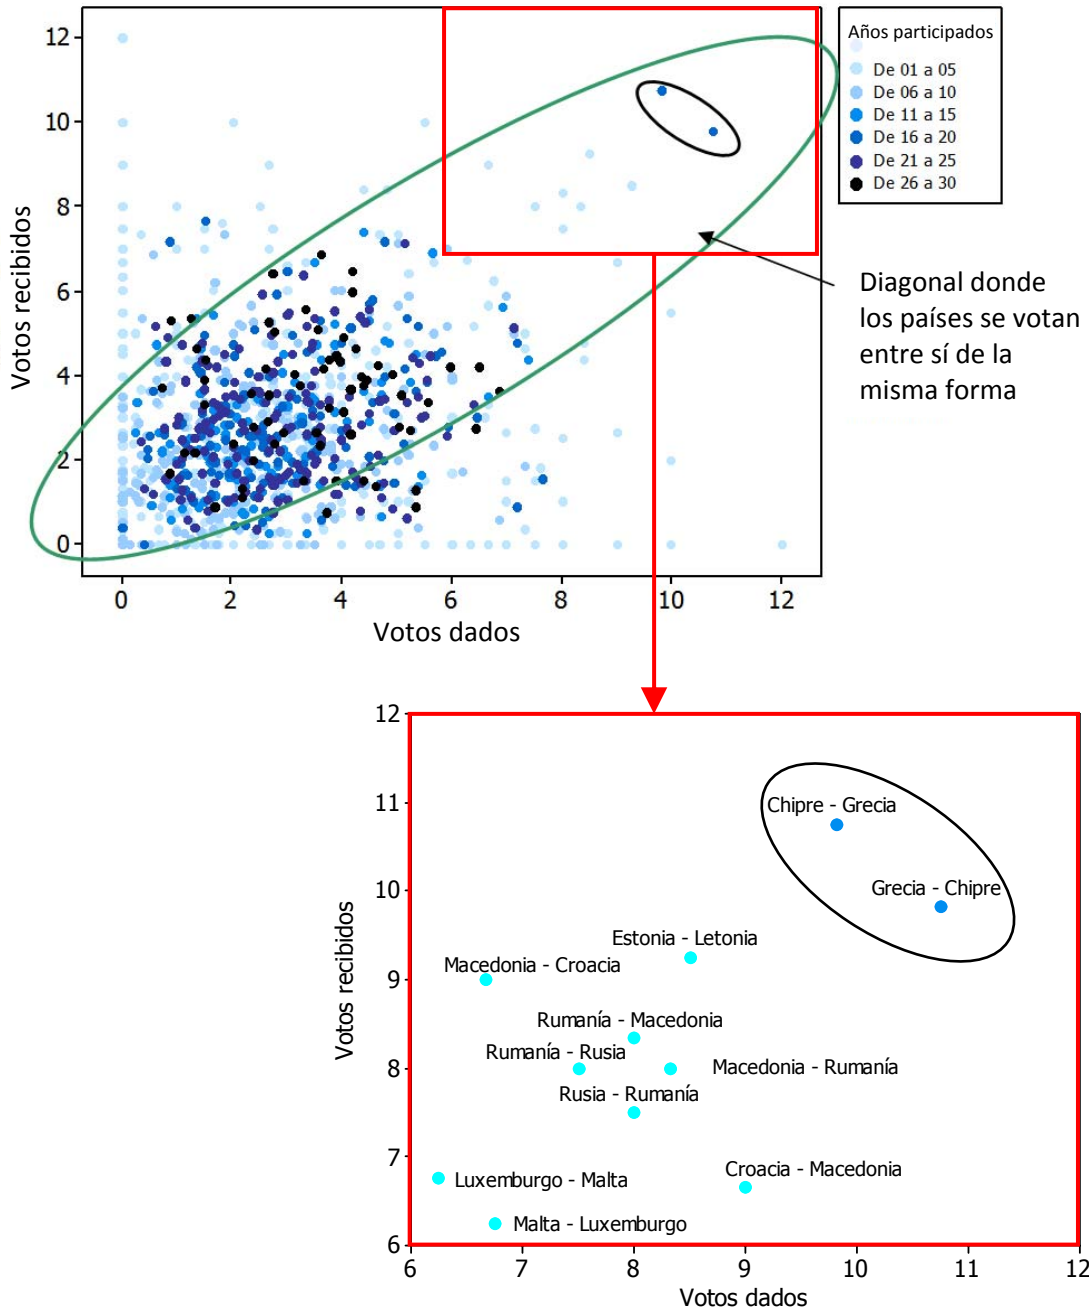 12
10
8
6
4
2
0
Votos recibidos
0 2 4 6 8 10 12
Votos dados
Años participados
De 01 a 05
De 06 a 10
De 11 a 15
De 16 a 20
De 21 a 25
De 26 a 30
Diagonal donde
los países se votan
entre sí de la
misma forma
12
11
10
9
8
7
6
Votos recibidos
Chipre - Grecia
Grecia - Chipre
Estonia - Letonia
Macedonia - Croacia
Rumanía - Macedonia
Rumanía - Rusia
Macedonia - Rumanía
Rusia - Rumanía
Croacia - Macedonia
Luxemburgo - Malta
Malta - Luxemburgo
6 7 8 9 10 11 12
Votos dados